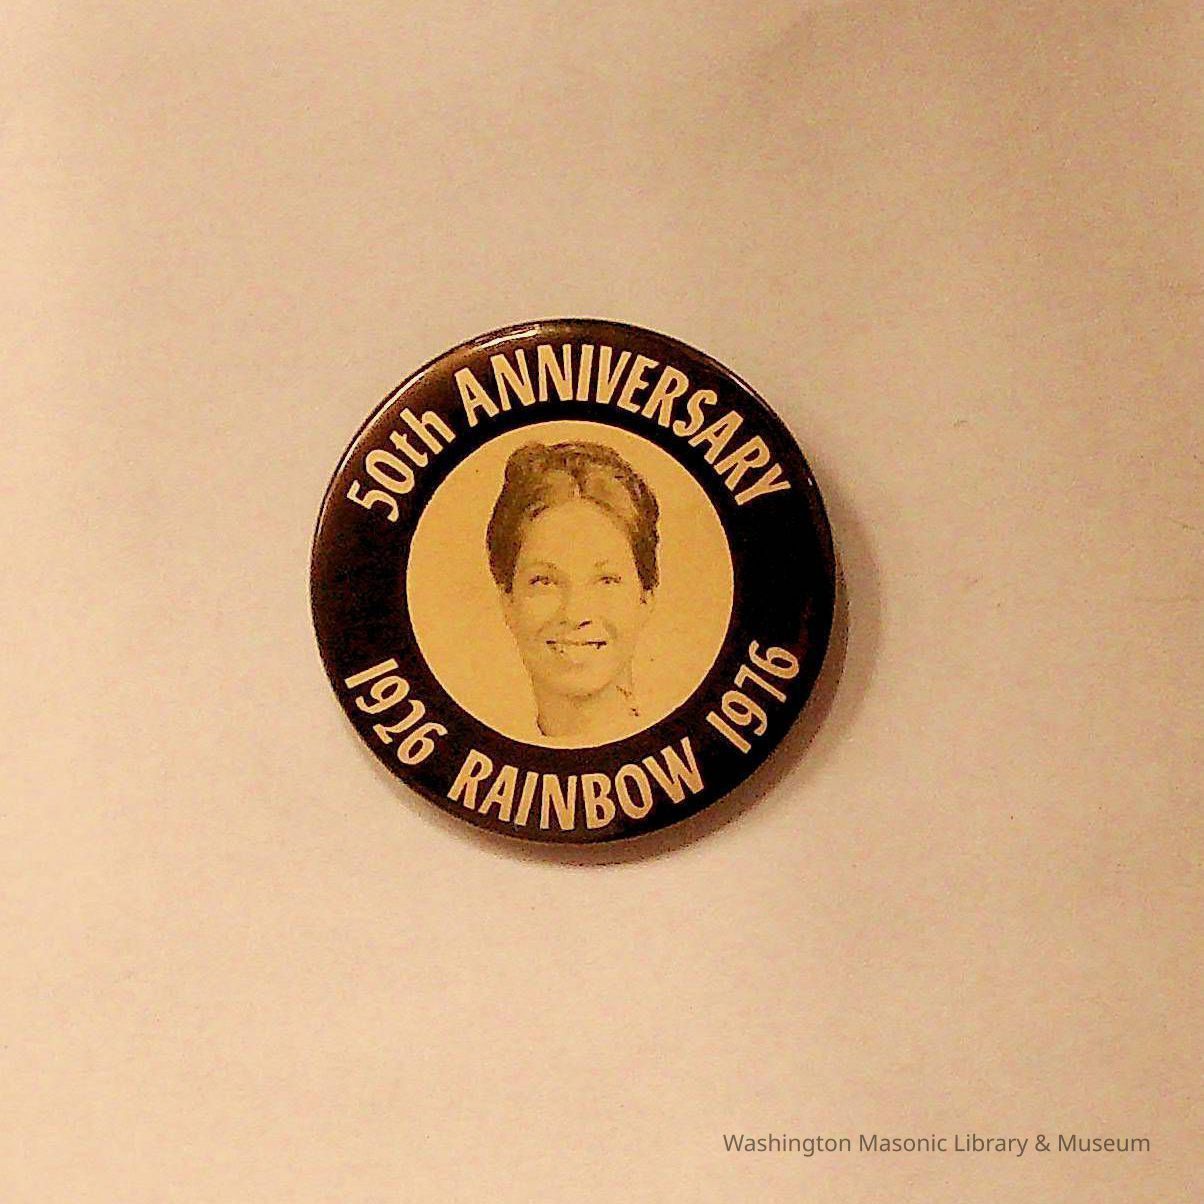 50th ANNIVERSARY
1926 RAINBOW 1976
Washington Masonic Library & Museum